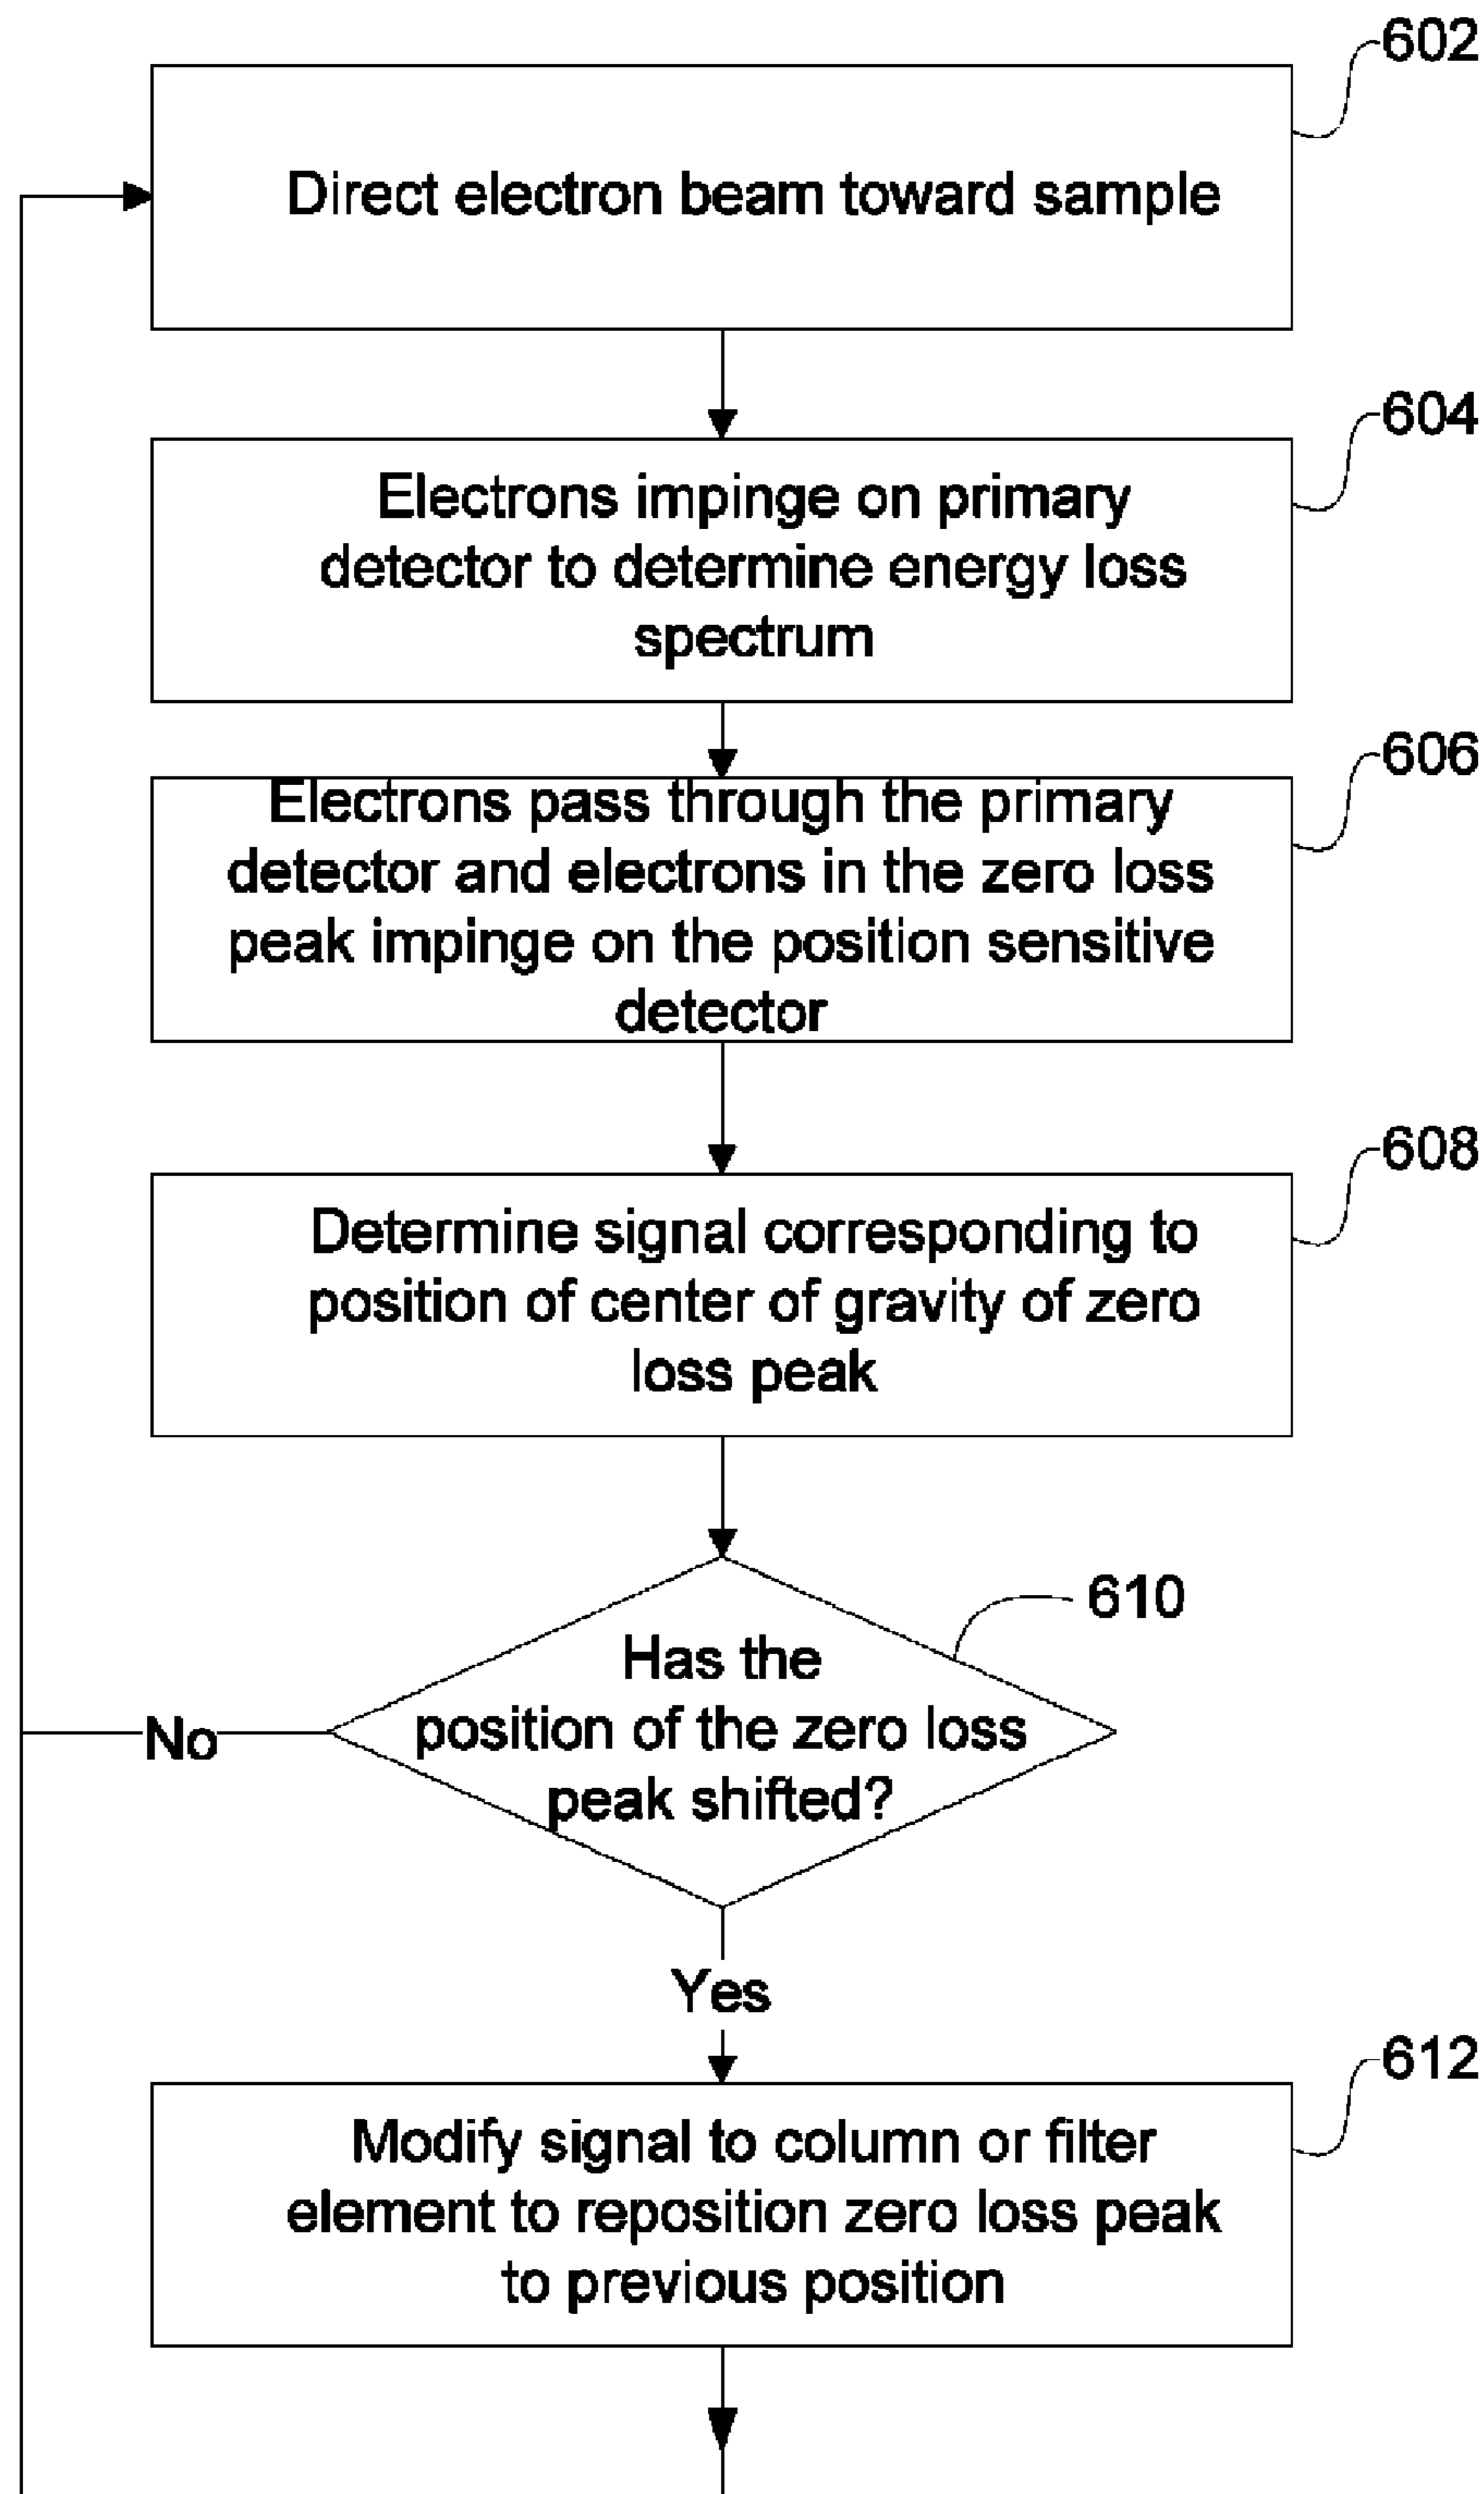 602
Direct electron beam toward sample
604
Electrons impinge on primary
detector to determine energy loss
spectrum
606
Electrons pass through the primary
detector and electrons in the zero loss
peak impinge on the position sensitive
detector
608
Determine signal corresponding to
position of center of gravity of zero
loss peak
610
Has the
position of the zero loss
peak shifted?
No
Yes
612
Modify signal to column or filter
element to reposition zero loss peak
to previous position